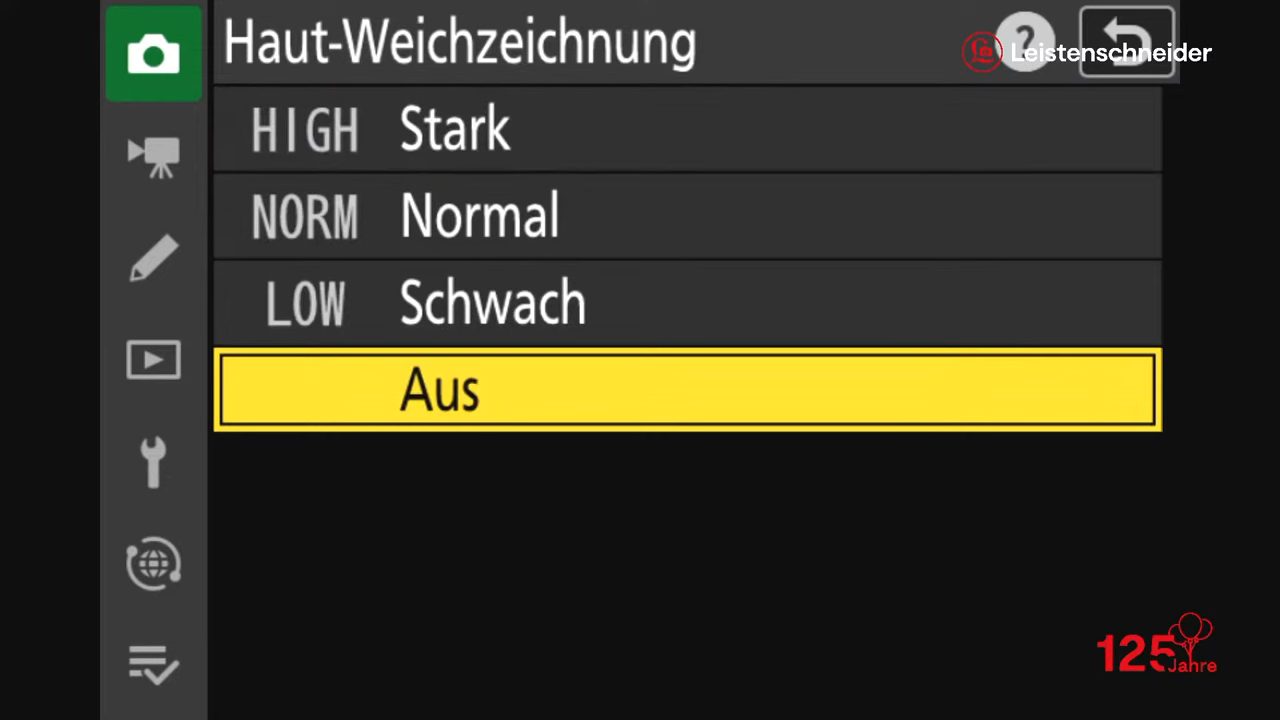 Haut-Weichzeichnung
?
Leistenschneider
HIGH Stark
NORM Normal
LOW Schwach
Aus
125
Jahre